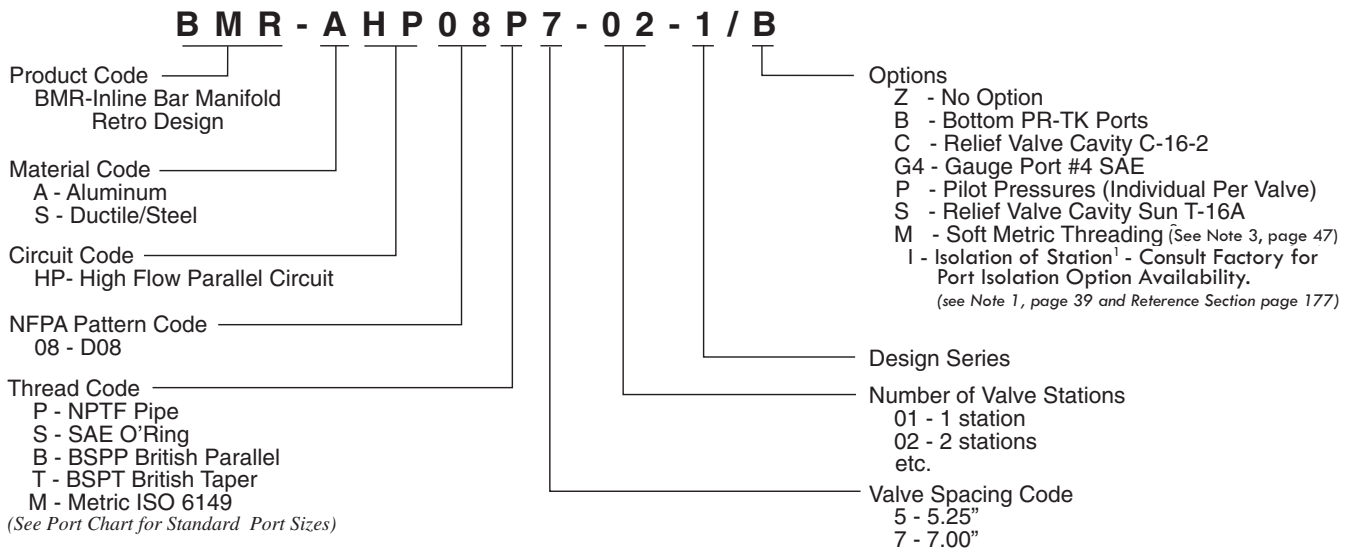 BMR-AHP08P7-02-1/B
Product Code
BMR-Inline Bar Manifold
Retro Design
Material Code
A - Aluminum
S - Ductile/Steel
Circuit Code
HP- High Flow Parallel Circuit
NFPA Pattern Code
08 - D08
Thread Code
P - NPTF Pipe
S - SAE O'Ring
B - BSPP British Parallel
T - BSPT British Taper
M - Metric ISO 6149
(See Port Chart for Standard Port Sizes)
Options
Z - No Option
B - Bottom PR-TK Ports
C - Relief Valve Cavity C-16-2
G4 - Gauge Port #4 SAE
P - Pilot Pressures (Individual Per Valve)
S - Relief Valve Cavity Sun T-16A
M - Soft Metric Threading (See Note 3, page 47)
I - Isolation of Station¹ - Consult Factory for
Port Isolation Option Availability.
(see Note 1, page 39 and Reterence Section page 177)
Design Series
Number of Valve Stations
01 - 1 station
02 - 2 stations
etc.
Valve Spacing Code
5 - 5.25"
7 - 7.00"